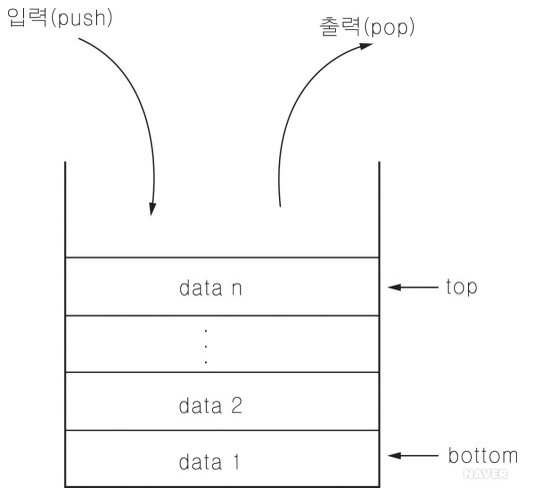 입력(push)
출력(pop)
data n
top
.
.
.
data 2
data 1
bottom
NAVER